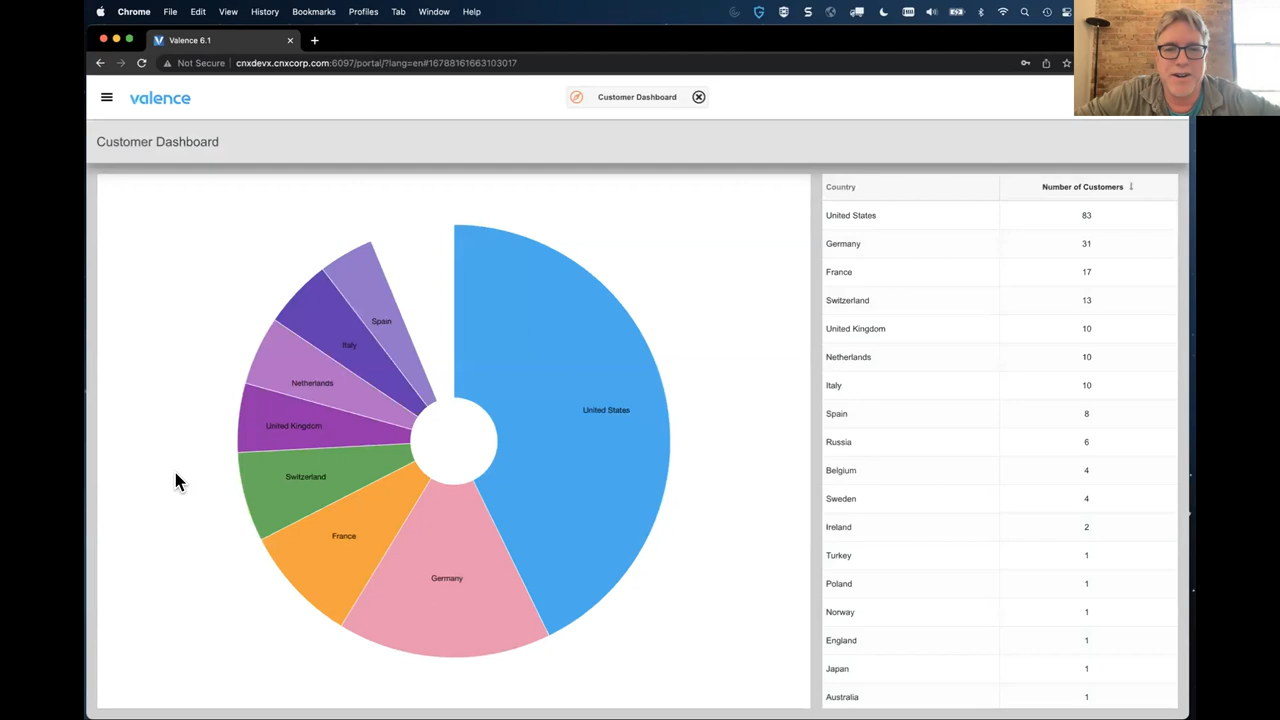 Chrome File Edit View History Bookmarks Profiles Tab Window Help
Valence 6.1
Not Secure cnxdevx.cnxcorp.com:6097/portal/?lang=en#16788161663103017
valence
Customer Dashboard
Customer Dashboard
Country Number of Customers ↓
United States 83
Germany 31
France 17
Switzerland 13
United Kingdom 10
Netherlands 10
Italy 10
Spain 8
Russia 6
Belgium 4
Sweden 4
Ireland 2
Turkey 1
Poland 1
Norway 1
England 1
Japan 1
Australia 1
Spain
Italy
Netherlands
United States
United Kingdom
Switzerland
France
Germany